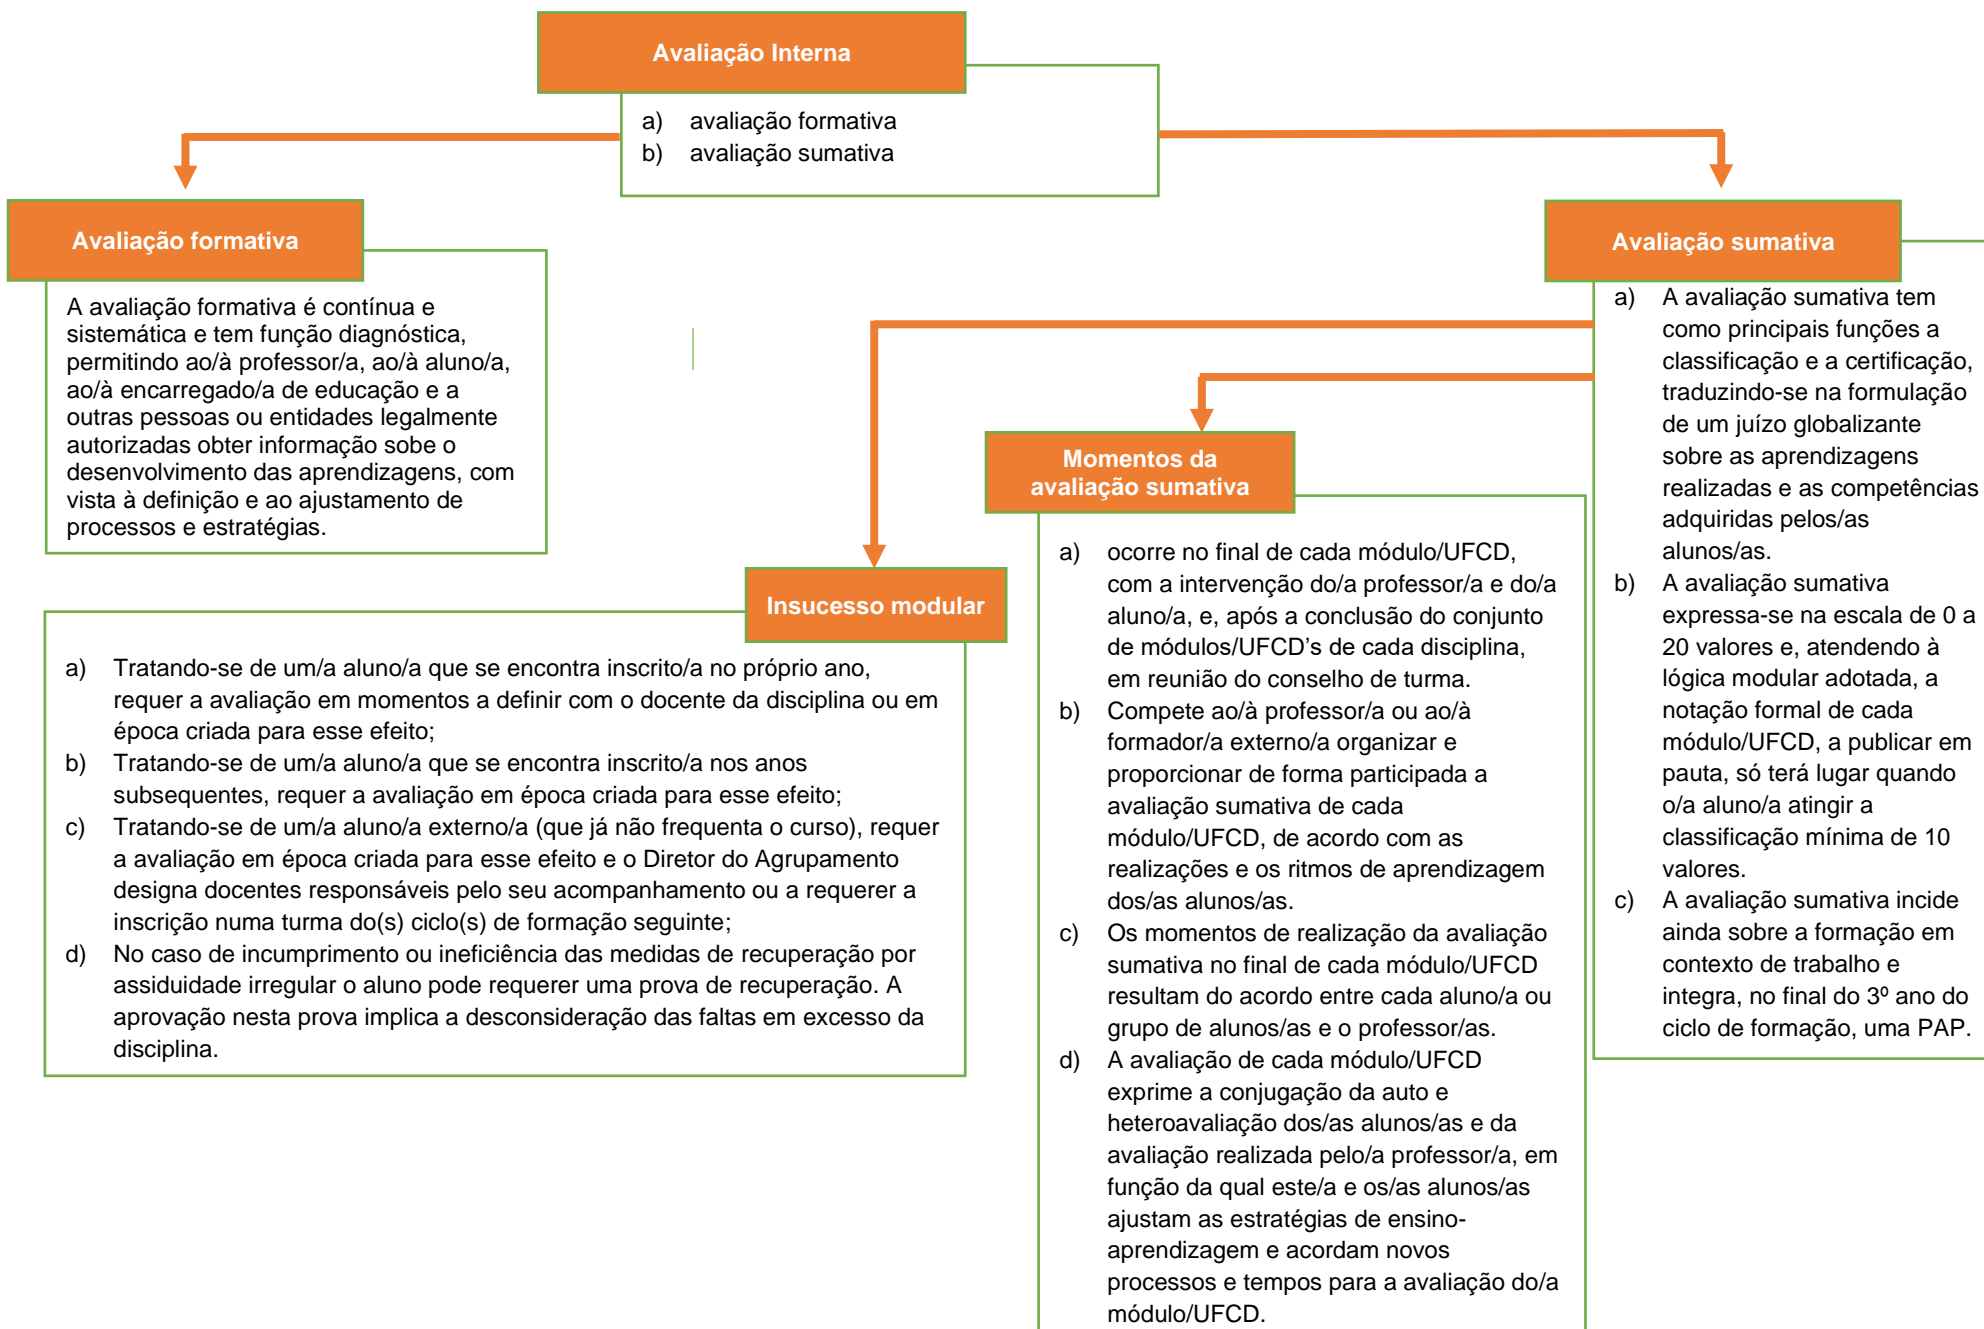 Avaliação Interna
a) avaliação formativa
b) avaliação sumativa
Avaliação formativa
A avaliação formativa é contínua e
sistemática e tem função diagnóstica,
permitindo ao/à professor/a, ao/à aluno/a,
ao/à encarregado/a de educação e a
outras pessoas ou entidades legalmente
autorizadas obter informação sobe o
desenvolvimento das aprendizagens, com
vista à definição e ao ajustamento de
processos e estratégias.
Avaliação sumativa
a) A avaliação sumativa tem
como principais funções a
classificação e a certificação,
traduzindo-se na formulação
de um juízo globalizante
sobre as aprendizagens
realizadas e as competências
adquiridas pelos/as
alunos/as.
b) A avaliação sumativa
expressa-se na escala de 0 a
20 valores e, atendendo à
lógica modular adotada, a
notação formal de cada
módulo/UFCD, a publicar em
pauta, só terá lugar quando
o/a aluno/a atingir a
classificação mínima de 10
valores.
c) A avaliação sumativa incide
ainda sobre a formação em
contexto de trabalho e
integra, no final do 3º ano do
ciclo de formação, uma PAP.
Momentos da
avaliação sumativa
a) ocorre no final de cada módulo/UFCD,
com a intervenção do/a professor/a e do/a
aluno/a, e, após a conclusão do conjunto
de módulos/UFCD’s de cada disciplina,
em reunião do conselho de turma.
b) Compete ao/à professor/a ou ao/à
formador/a externo/a organizar e
proporcionar de forma participada a
avaliação sumativa de cada
módulo/UFCD, de acordo com as
realizações e os ritmos de aprendizagem
dos/as alunos/as.
c) Os momentos de realização da avaliação
sumativa no final de cada módulo/UFCD
resultam do acordo entre cada aluno/a ou
grupo de alunos/as e o professor/as.
d) A avaliação de cada módulo/UFCD
exprime a conjugação da auto e
heteroavaliação dos/as alunos/as e da
avaliação realizada pelo/a professor/a, em
função da qual este/a e os/as alunos/as
ajustam as estratégias de ensino-
aprendizagem e acordam novos
processos e tempos para a avaliação do/a
módulo/UFCD.
Insucesso modular
a) Tratando-se de um/a aluno/a que se encontra inscrito/a no próprio ano,
requer a avaliação em momentos a definir com o docente da disciplina ou em
época criada para esse efeito;
b) Tratando-se de um/a aluno/a que se encontra inscrito/a nos anos
subsequentes, requer a avaliação em época criada para esse efeito;
c) Tratando-se de um/a aluno/a externo/a (que já não frequenta o curso), requer
a avaliação em época criada para esse efeito e o Diretor do Agrupamento
designa docentes responsáveis pelo seu acompanhamento ou a requerer a
inscrição numa turma do(s) ciclo(s) de formação seguinte;
d) No caso de incumprimento ou ineficiência das medidas de recuperação por
assiduidade irregular o aluno pode requerer uma prova de recuperação. A
aprovação nesta prova implica a desconsideração das faltas em excesso da
disciplina.